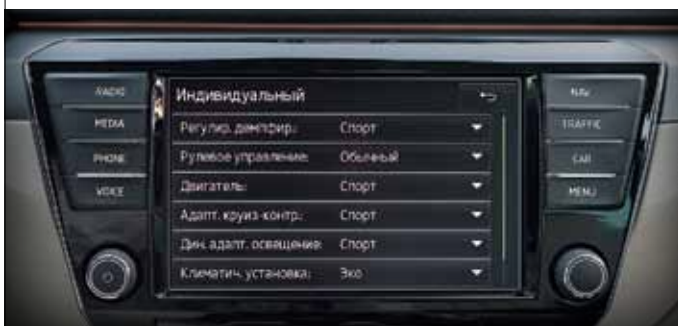 Индивидуальный
RADIO
MEDIA
PHONE
VOICE
Регулир. демпфир.: Спорт
Рулевое управление: Обычный
Двигатель: Спорт
Адапт. круиз-контр.: Спорт
Дин. адапт. освещение: Спорт
Климатич. установка: Эко
NAV
TRAFFIC
CAR
MENU